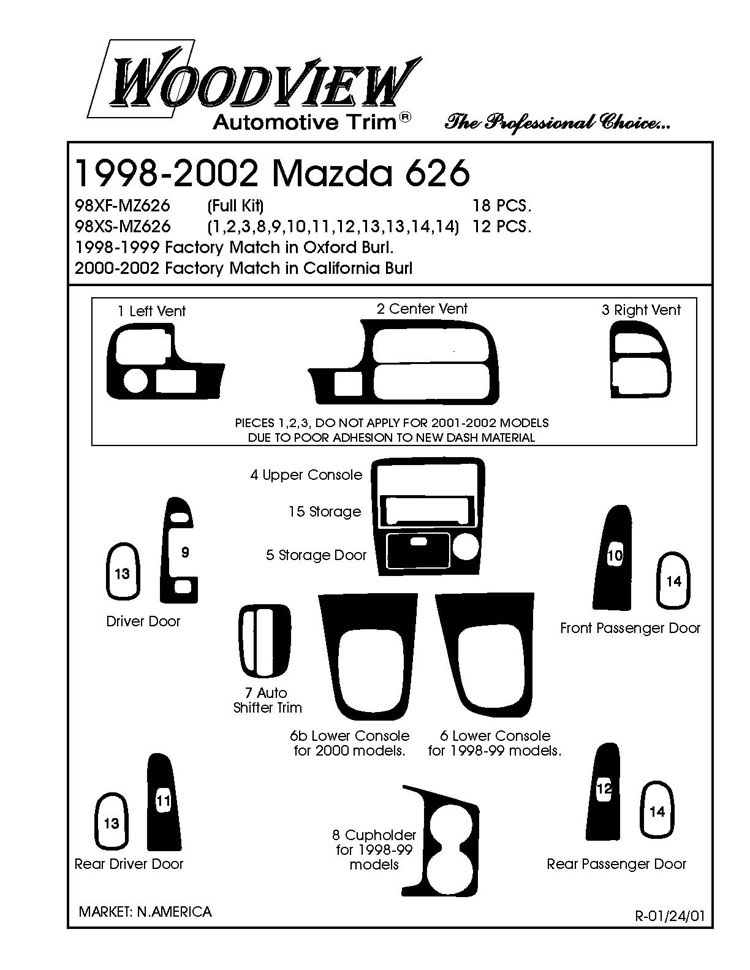 WOODVIEW
Automotive Trim®
The Professional Choice...
1998-2002 Mazda 626
98XF-MZ626 (Full Kit) 18 PCS.
98XS-MZ626 (1,2,3,8,9,10,11,12,13,13,14,14) 12 PCS.
1998-1999 Factory Match in Oxford Burl.
2000-2002 Factory Match in California Burl
1 Left Vent
2 Center Vent
3 Right Vent
PIECES 1,2,3, DO NOT APPLY FOR 2001-2002 MODELS
DUE TO POOR ADHESION TO NEW DASH MATERIAL
4 Upper Console
15 Storage
5 Storage Door
13
9
Driver Door
10
14
Front Passenger Door
7 Auto
Shifter Trim
6b Lower Console
for 2000 models.
6 Lower Console
for 1998-99 models.
13
11
Rear Driver Door
8 Cupholder
for 1998-99
models
12
14
Rear Passenger Door
MARKET: N.AMERICA
R-01/24/01